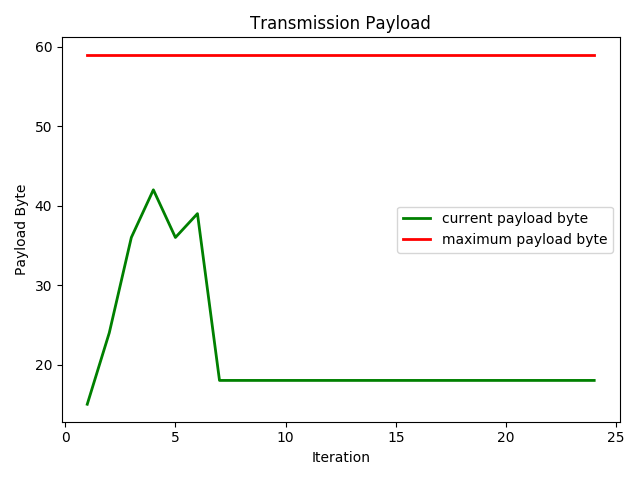 Transmission Payload
60
50
40
30
20
Payload Byte
current payload byte
maximum payload byte
0
5
10
15
20
25
Iteration